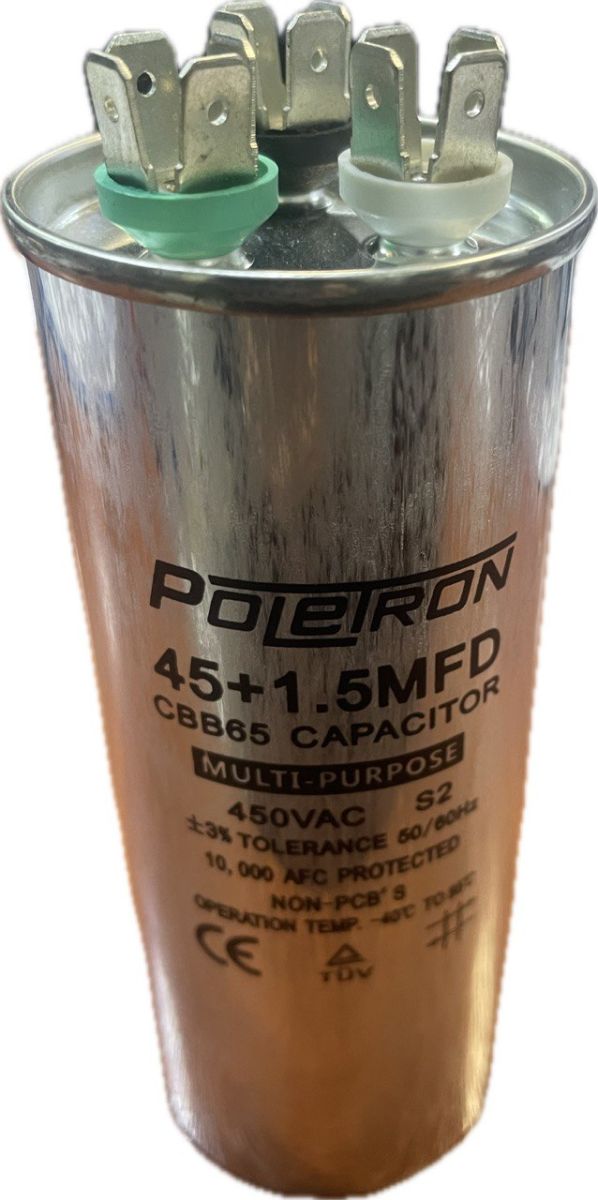 POLETRON
45+1.5MFD
CBB65 CAPACITOR
MULTI-PURPOSE
450VAC S2
±3% TOLERANCE 50/60Hz
10,000 AFC PROTECTED
NON-PCB'S
OPERATION TEMP. -40℃ TO
CE TÜV